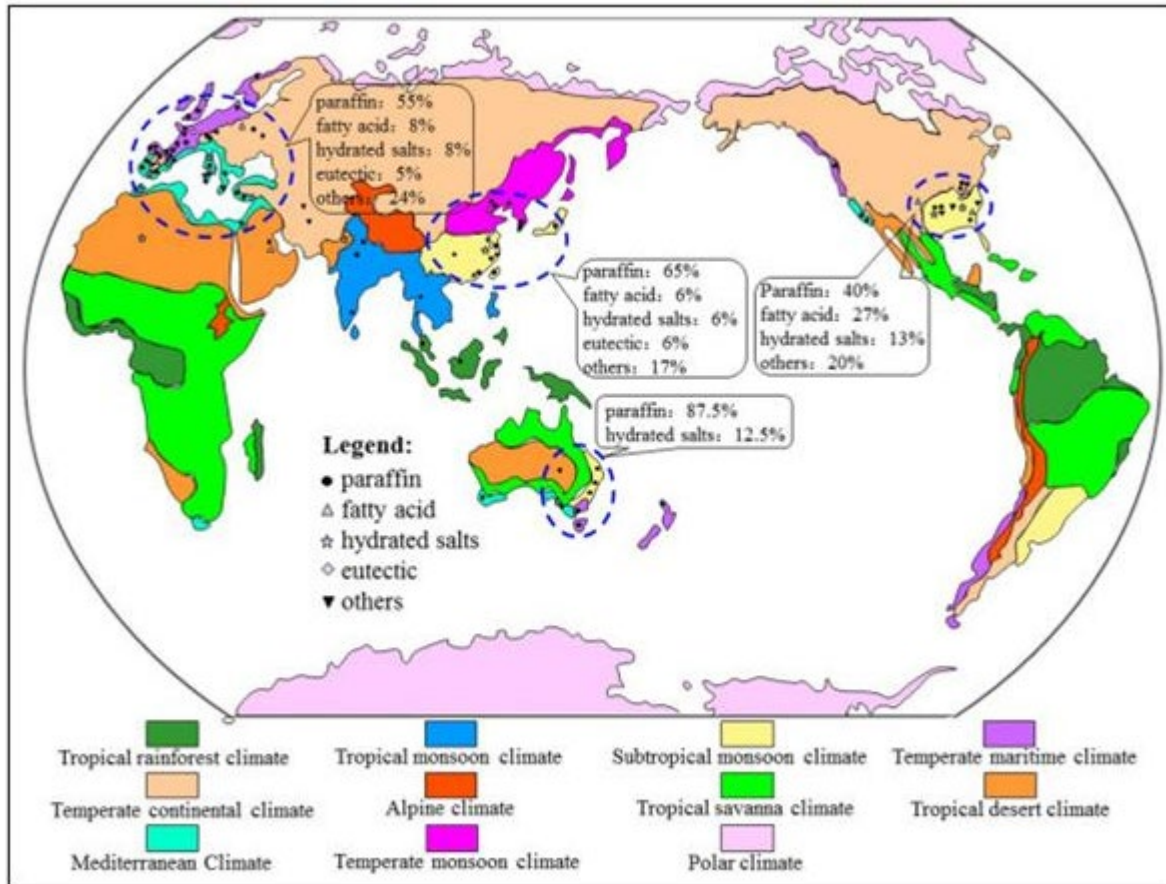 paraffin：55%
fatty acid：8%
hydrated salts：8%
eutectic：5%
others：24%
paraffin：65%
fatty acid：6%
hydrated salts：6%
eutectic：6%
others：17%
Paraffin：40%
fatty acid：27%
hydrated salts：13%
others：20%
paraffin：87.5%
hydrated salts：12.5%
Legend:
paraffin
fatty acid
hydrated salts
eutectic
others
Tropical rainforest climate
Tropical monsoon climate
Subtropical monsoon climate
Temperate maritime climate
Temperate continental climate
Alpine climate
Tropical savanna climate
Tropical desert climate
Mediterranean Climate
Temperate monsoon climate
Polar climate